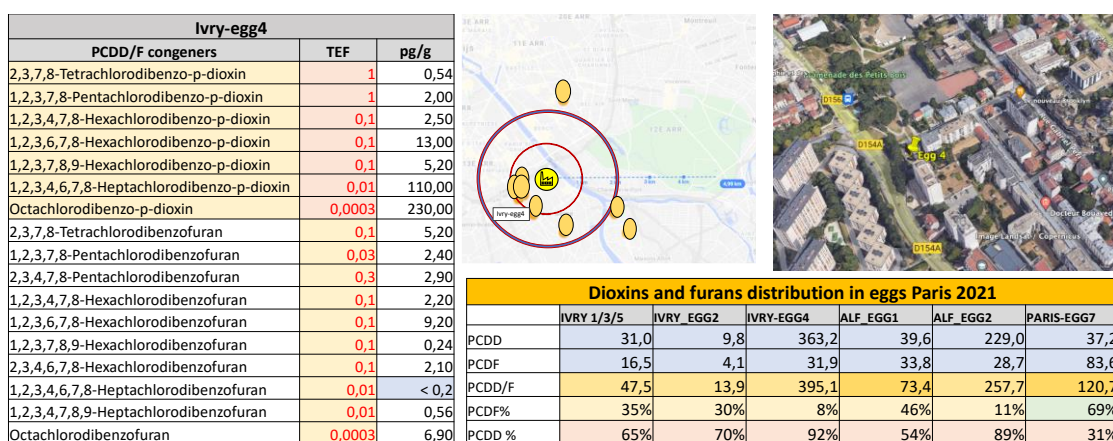 Ivry-egg4
PCDD/F congeners TEF pg/g
2,3,7,8-Tetrachlorodibenzo-p-dioxin 1 0,54
1,2,3,7,8-Pentachlorodibenzo-p-dioxin 1 2,00
1,2,3,4,7,8-Hexachlorodibenzo-p-dioxin 0,1 2,50
1,2,3,6,7,8-Hexachlorodibenzo-p-dioxin 0,1 13,00
1,2,3,7,8,9-Hexachlorodibenzo-p-dioxin 0,1 5,20
1,2,3,4,6,7,8-Heptachlorodibenzo-p-dioxin 0,01 110,00
Octachlorodibenzo-p-dioxin 0,0003 230,00
2,3,7,8-Tetrachlorodibenzofuran 0,1 5,20
1,2,3,7,8-Pentachlorodibenzofuran 0,03 2,40
2,3,4,7,8-Pentachlorodibenzofuran 0,3 2,90
1,2,3,4,7,8-Hexachlorodibenzofuran 0,1 2,20
1,2,3,6,7,8-Hexachlorodibenzofuran 0,1 9,20
1,2,3,7,8,9-Hexachlorodibenzofuran 0,1 0,24
2,3,4,6,7,8-Hexachlorodibenzofuran 0,1 2,10
1,2,3,4,6,7,8-Heptachlorodibenzofuran 0,01 < 0,2
1,2,3,4,7,8,9-Heptachlorodibenzofuran 0,01 0,56
Octachlorodibenzofuran 0,0003 6,90
20E ARR.
Montreuil
11E ARR.
12E ARR.
13E ARR.
4,98 km
Ivry-egg4
Promenade des Petits Bois
D156
D154A
Egg 4
Docteur Bouaved
D154A
Image Landsat / Copernicus
Dioxins and furans distribution in eggs Paris 2021
IVRY 1/3/5 IVRY_EGG2 IVRY-EGG4 ALF_EGG1 ALF_EGG2 PARIS-EGG7
PCDD 31,0 9,8 363,2 39,6 229,0 37,2
PCDF 16,5 4,1 31,9 33,8 28,7 83,6
PCDD/F 47,5 13,9 395,1 73,4 257,7 120,7
PCDF% 35% 30% 8% 46% 11% 69%
PCDD % 65% 70% 92% 54% 89% 31%